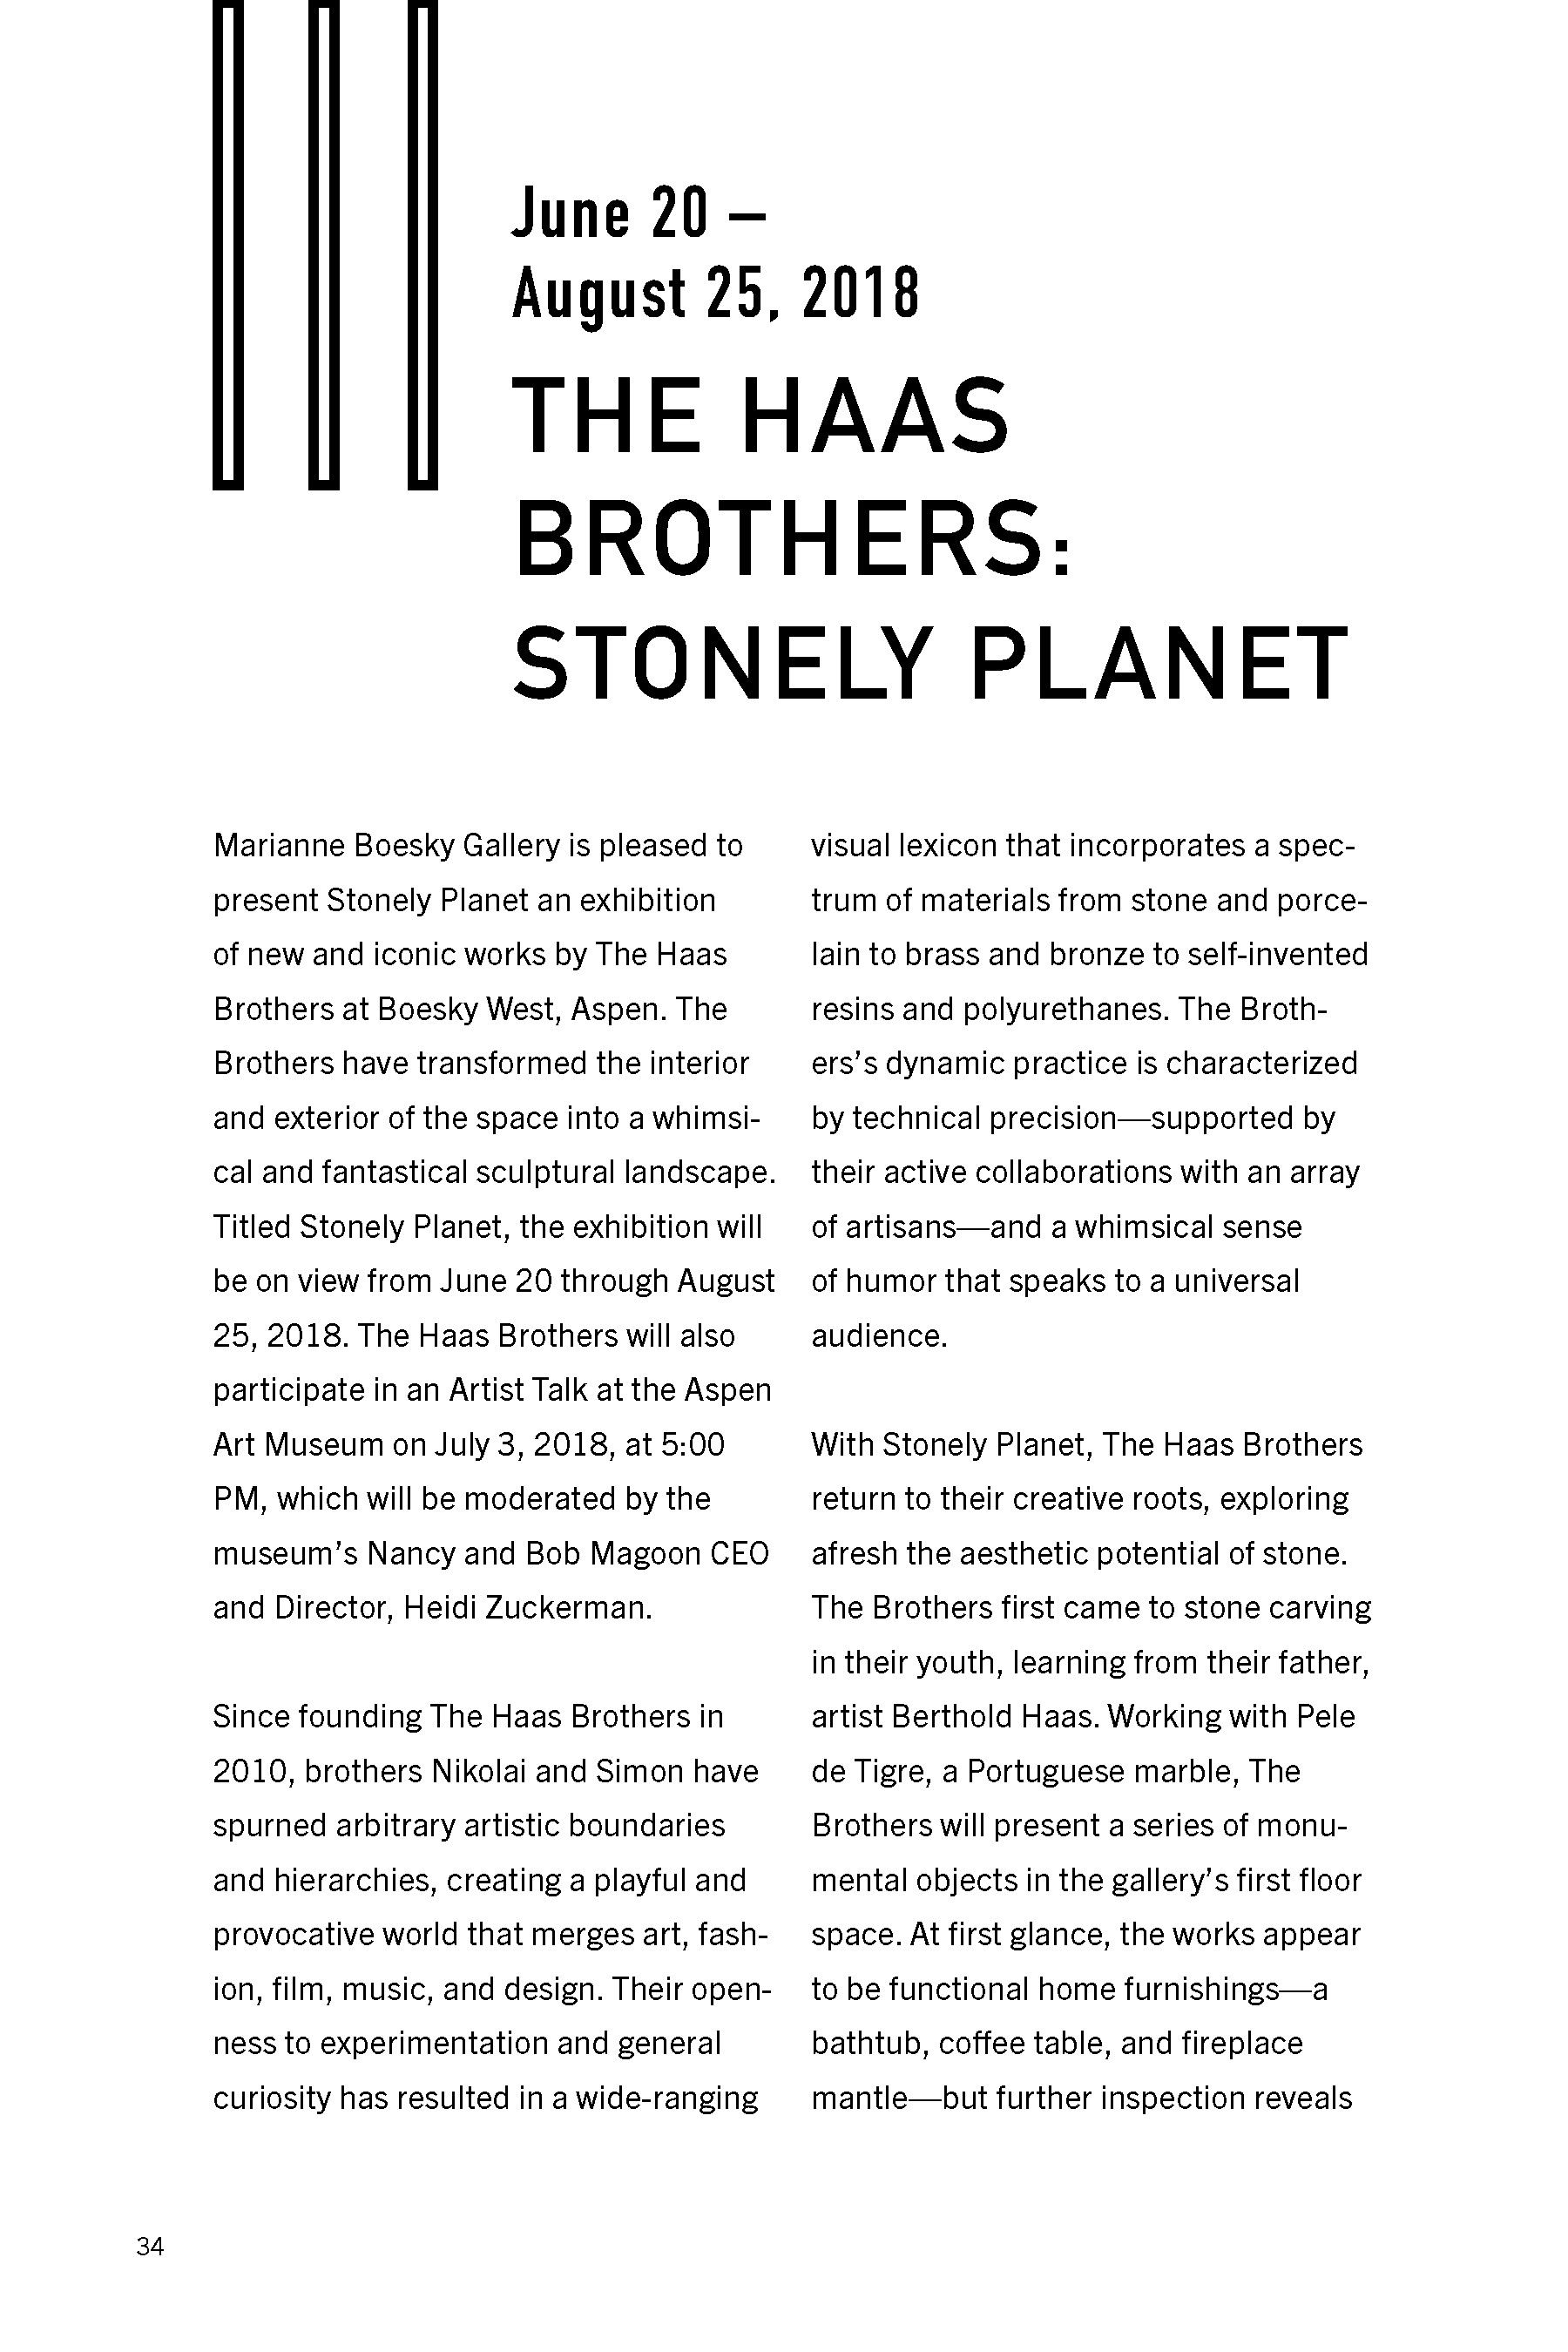 June 20 –
August 25, 2018
THE HAAS
BROTHERS:
STONELY PLANET
Marianne Boesky Gallery is pleased to
present Stonely Planet an exhibition
of new and iconic works by The Haas
Brothers at Boesky West, Aspen. The
Brothers have transformed the interior
and exterior of the space into a whimsi-
cal and fantastical sculptural landscape.
Titled Stonely Planet, the exhibition will
be on view from June 20 through August
25, 2018. The Haas Brothers will also
participate in an Artist Talk at the Aspen
Art Museum on July 3, 2018, at 5:00
PM, which will be moderated by the
museum’s Nancy and Bob Magoon CEO
and Director, Heidi Zuckerman.
Since founding The Haas Brothers in
2010, brothers Nikolai and Simon have
spurned arbitrary artistic boundaries
and hierarchies, creating a playful and
provocative world that merges art, fash-
ion, film, music, and design. Their open-
ness to experimentation and general
curiosity has resulted in a wide-ranging
visual lexicon that incorporates a spec-
trum of materials from stone and porce-
lain to brass and bronze to self-invented
resins and polyurethanes. The Broth-
ers’s dynamic practice is characterized
by technical precision—supported by
their active collaborations with an array
of artisans—and a whimsical sense
of humor that speaks to a universal
audience.
With Stonely Planet, The Haas Brothers
return to their creative roots, exploring
afresh the aesthetic potential of stone.
The Brothers first came to stone carving
in their youth, learning from their father,
artist Berthold Haas. Working with Pele
de Tigre, a Portuguese marble, The
Brothers will present a series of monu-
mental objects in the gallery’s first floor
space. At first glance, the works appear
to be functional home furnishings—a
bathtub, coffee table, and fireplace
mantle—but further inspection reveals
34